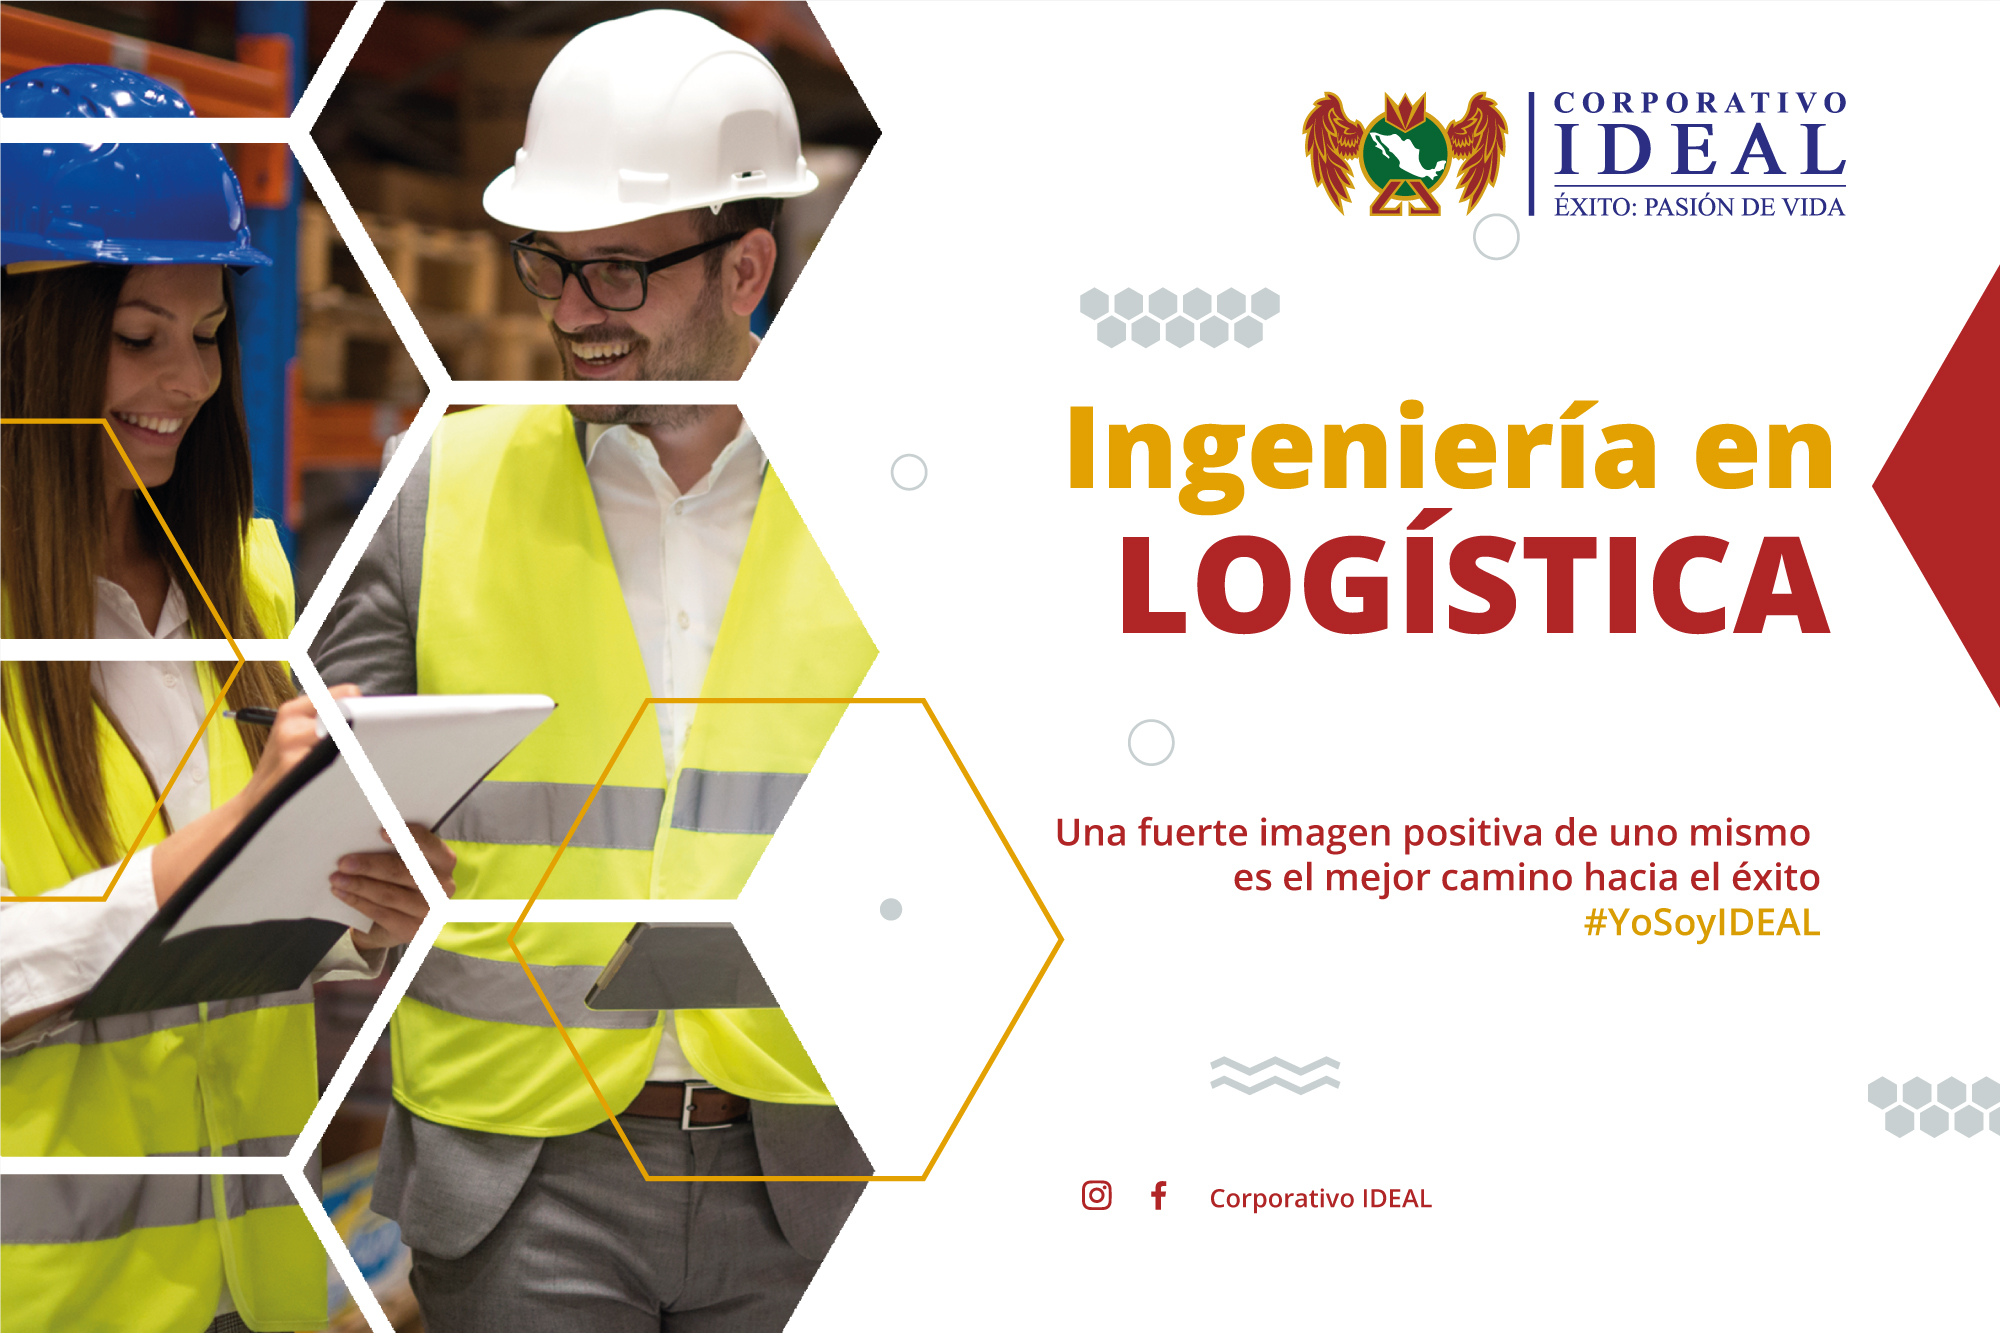 CORPORATIVO
IDEAL
ÉXITO: PASIÓN DE VIDA
Ingeniería en
LOGÍSTICA
Una fuerte imagen positiva de uno mismo
es el mejor camino hacia el éxito
#YoSoyIDEAL
Corporativo IDEAL